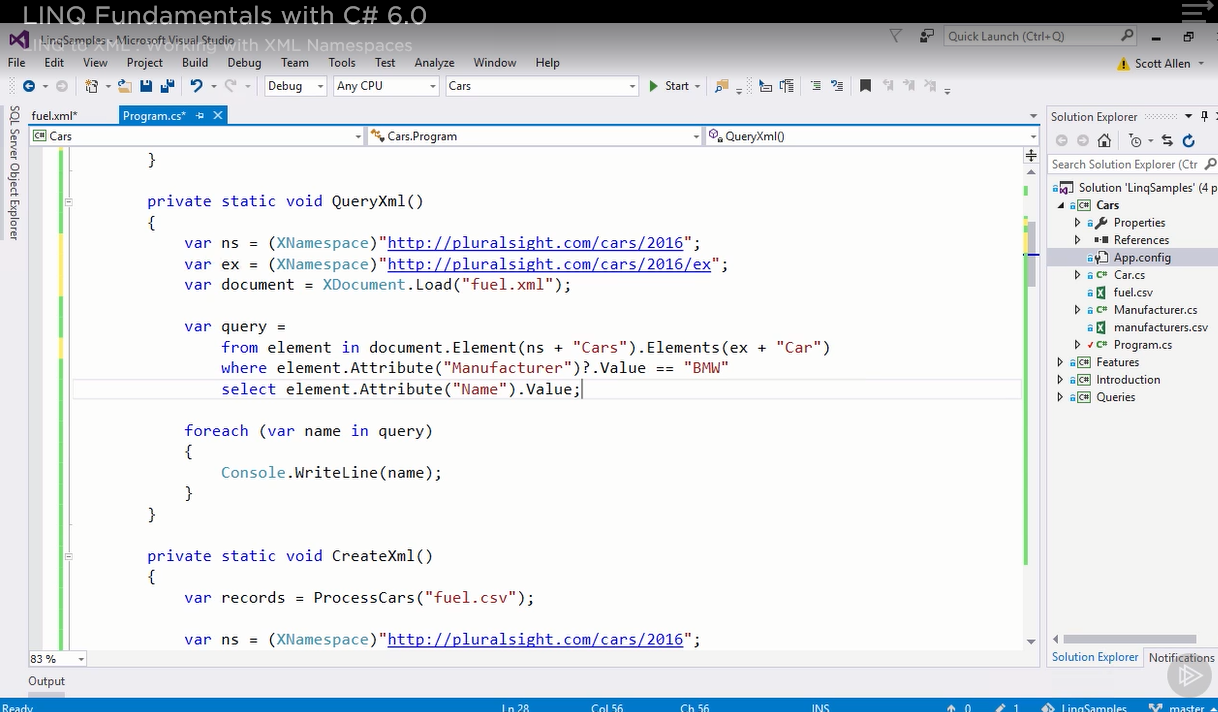 LINQ Fundamentals with C# 6.0
LINQ to XML : Working with XML Namespaces
LinqSamples - Microsoft Visual Studio
Quick Launch (Ctrl+Q)
File Edit View Project Build Debug Team Tools Test Analyze Window Help
Scott Allen
Debug Any CPU Cars Start
SQL Server Object Explorer
fuel.xml* Program.cs*
C# Cars Cars.Program QueryXml()
}
private static void QueryXml()
{
var ns = (XNamespace)"http://pluralsight.com/cars/2016";
var ex = (XNamespace)"http://pluralsight.com/cars/2016/ex";
var document = XDocument.Load("fuel.xml");
var query =
from element in document.Element(ns + "Cars").Elements(ex + "Car")
where element.Attribute("Manufacturer")?.Value == "BMW"
select element.Attribute("Name").Value;
foreach (var name in query)
{
Console.WriteLine(name);
}
}
private static void CreateXml()
{
var records = ProcessCars("fuel.csv");
var ns = (XNamespace)"http://pluralsight.com/cars/2016";
83 %
Output
Solution Explorer
Search Solution Explorer (Ctr
Solution 'LinqSamples' (4 p
C# Cars
Properties
References
App.config
C# Car.cs
fuel.csv
C# Manufacturer.cs
manufacturers.csv
C# Program.cs
C# Features
C# Introduction
C# Queries
Solution Explorer Notifications
Ready Ln 28 Col 56 Ch 56 INS 0 1 LinqSamples master